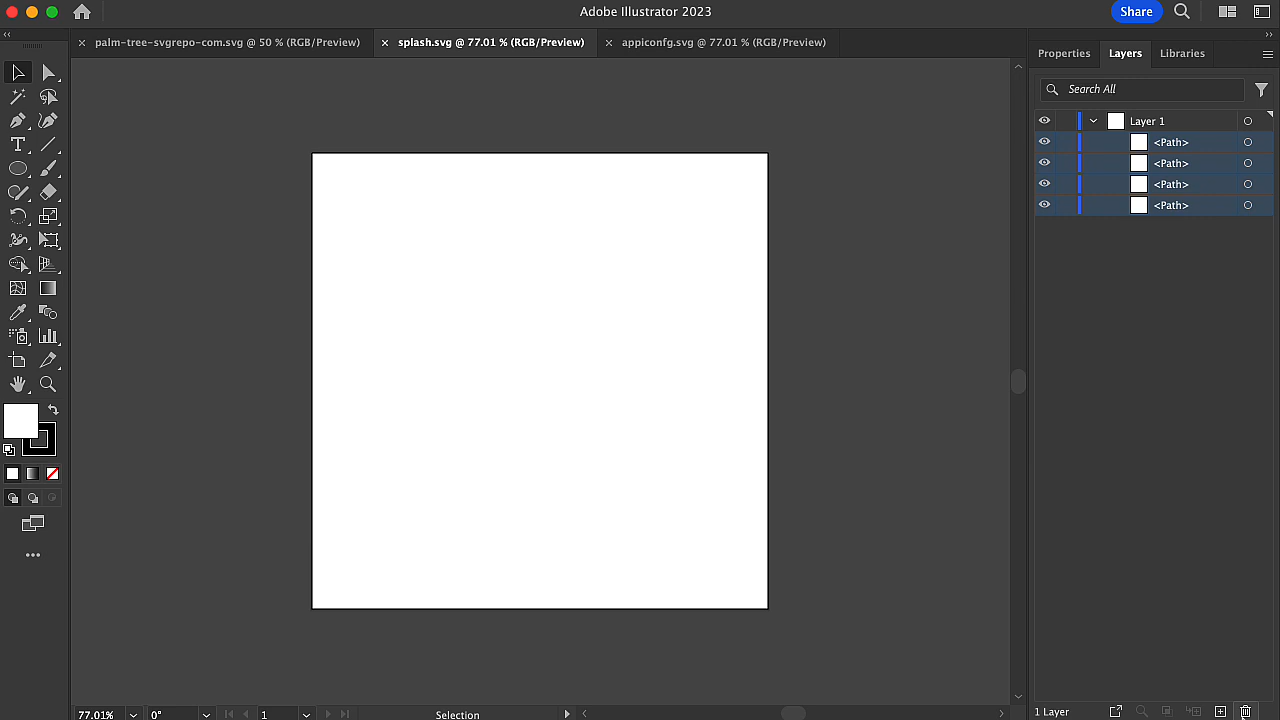 Adobe Illustrator 2023
Share
palm-tree-svgrepo-com.svg @ 50 % (RGB/Preview)
splash.svg @ 77.01 % (RGB/Preview)
appiconfg.svg @ 77.01 % (RGB/Preview)
Properties
Layers
Libraries
Search All
Layer 1
<Path>
<Path>
<Path>
<Path>
77.01%
0°
1
Selection
1 Layer